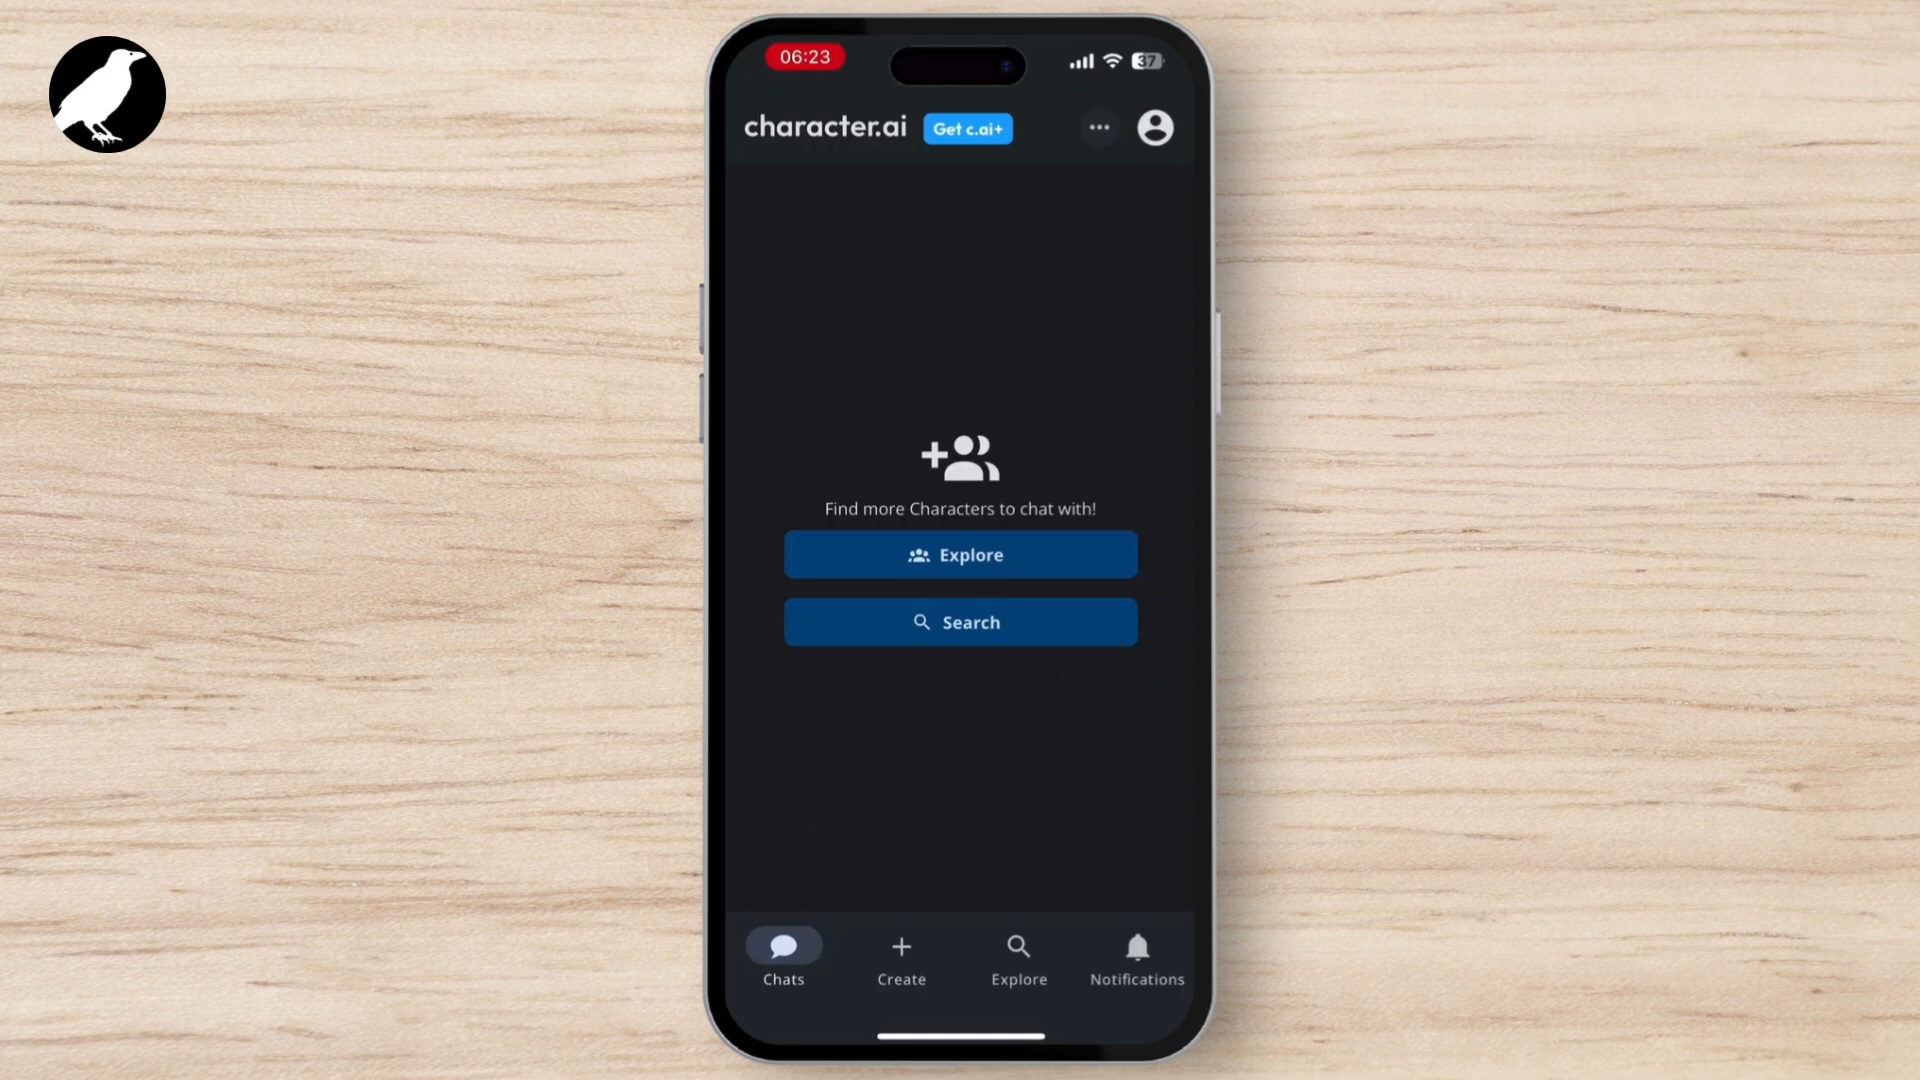 06:23
37
character.ai
Get c.ai+
Find more Characters to chat with!
Explore
Search
Chats
Create
Explore
Notifications